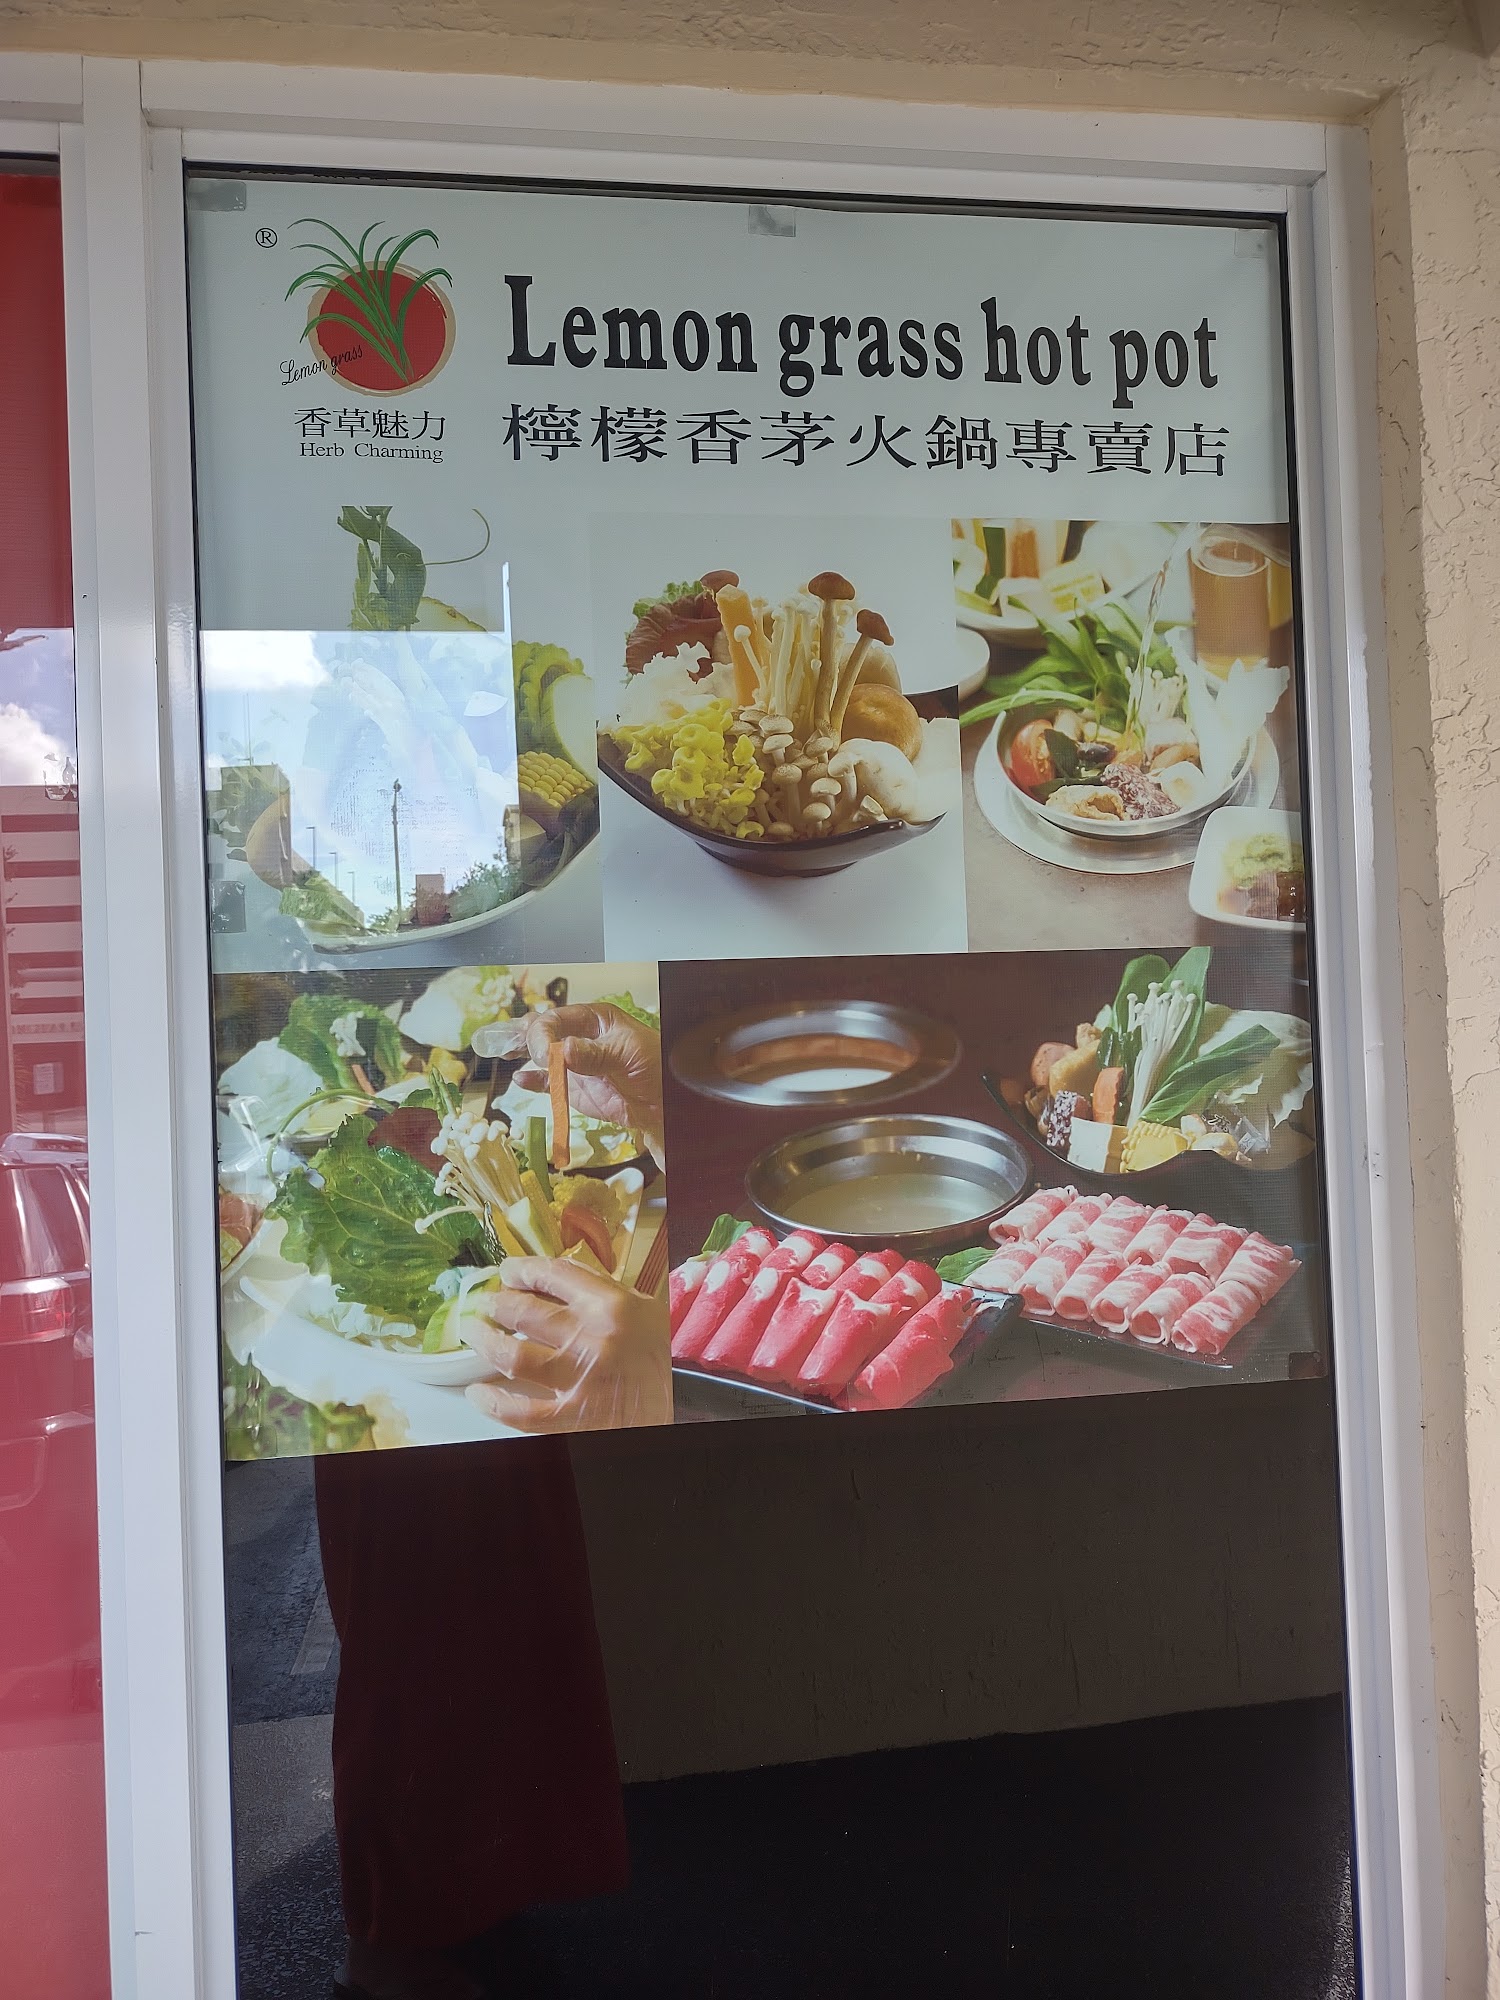 ®
Lemon grass
香草魅力
Herb Charming
Lemon grass hot pot
檸檬香茅火鍋專賣店